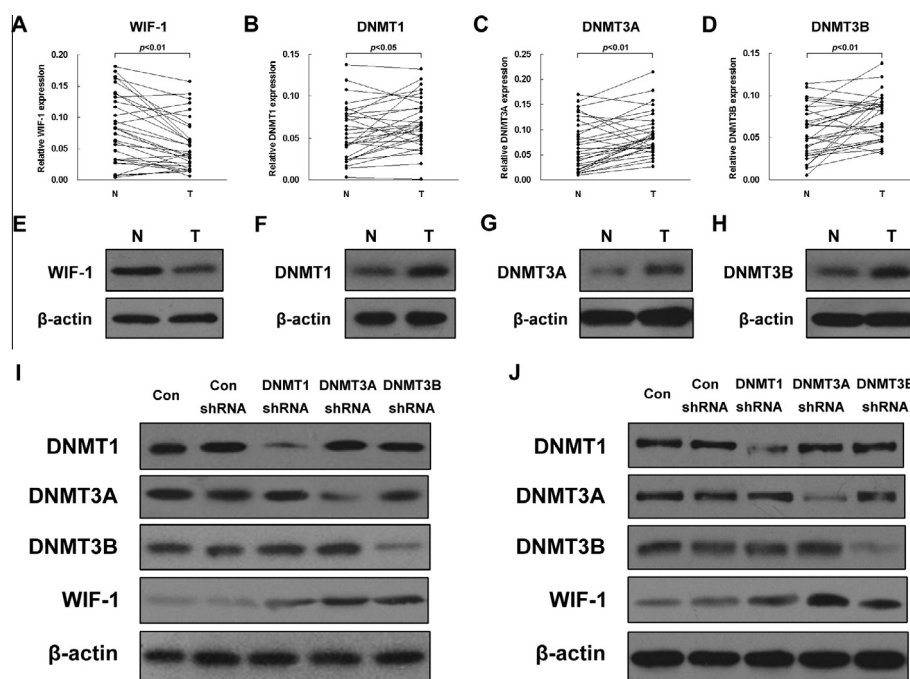 A WIF-1
p<0.01
Relative WIF-1 expression
0.20
0.15
0.10
0.05
0.00
N T
B DNMT1
p<0.05
Relative DNMT1 expression
0.15
0.10
0.05
0.00
N T
C DNMT3A
p<0.01
Relative DNMT3A expression
0.25
0.20
0.15
0.10
0.05
0.00
N T
D DNMT3B
p<0.01
Relative DNMT3B expression
0.15
0.10
0.05
0.00
N T
E N T
WIF-1
β-actin
F N T
DNMT1
β-actin
G N T
DNMT3A
β-actin
H N T
DNMT3B
β-actin
I
Con Con shRNA DNMT1 shRNA DNMT3A shRNA DNMT3B shRNA
DNMT1
DNMT3A
DNMT3B
WIF-1
β-actin
J
Con Con shRNA DNMT1 shRNA DNMT3A shRNA DNMT3B shRNA
DNMT1
DNMT3A
DNMT3B
WIF-1
β-actin